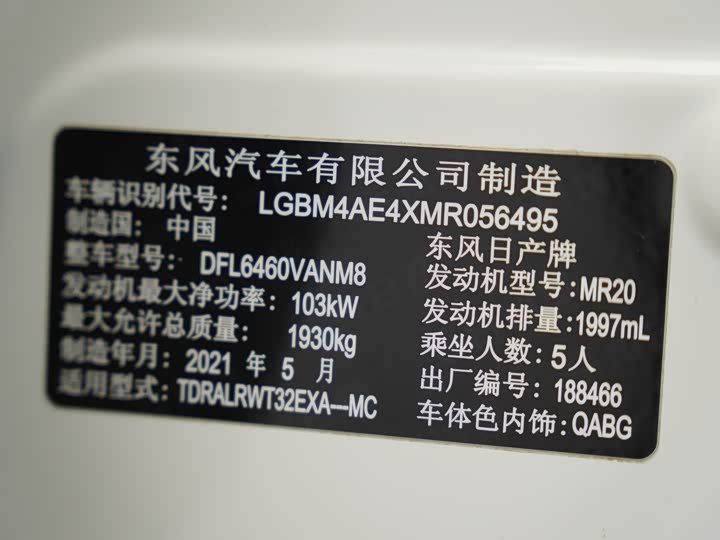 东风汽车有限公司制造
车辆识别代号: LGBM4AE4XMR056495
制造国: 中国 东风日产牌
整车型号: DFL6460VANM8 发动机型号:MR20
发动机最大净功率: 103kW 发动机排量:1997mL
最大允许总质量: 1930kg 乘坐人数:5人
制造年月: 2021 年 5 月 出厂编号: 188466
适用型式: TDRALRWT32EXA---MC 车体色内饰:QABG